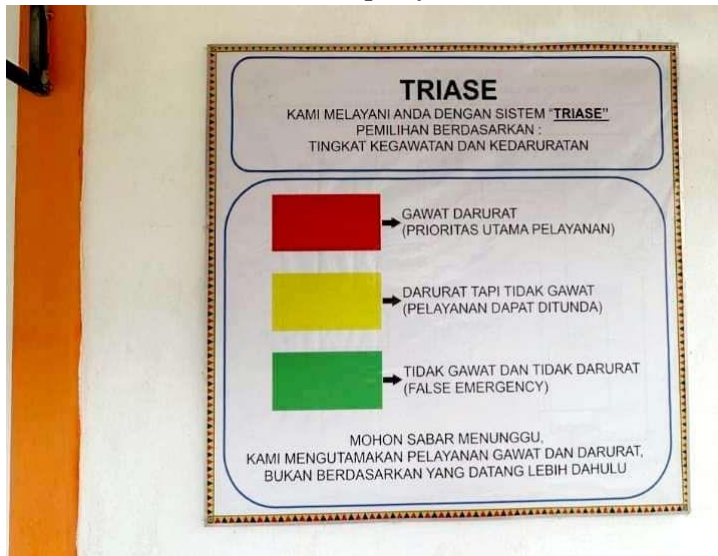 TRIASE
KAMI MELAYANI ANDA DENGAN SISTEM "TRIASE"
PEMILIHAN BERDASARKAN :
TINGKAT KEGAWATAN DAN KEDARURATAN
GAWAT DARURAT
(PRIORITAS UTAMA PELAYANAN)
DARURAT TAPI TIDAK GAWAT
(PELAYANAN DAPAT DITUNDA)
TIDAK GAWAT DAN TIDAK DARURAT
(FALSE EMERGENCY)
MOHON SABAR MENUNGGU,
KAMI MENGUTAMAKAN PELAYANAN GAWAT DAN DARURAT,
BUKAN BERDASARKAN YANG DATANG LEBIH DAHULU